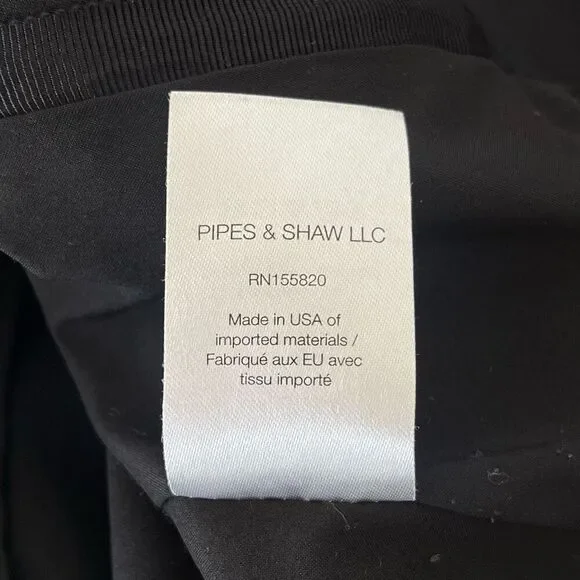 PIPES & SHAW LLC
RN155820
Made in USA of
imported materials /
Fabriqué aux EU avec
tissu importé